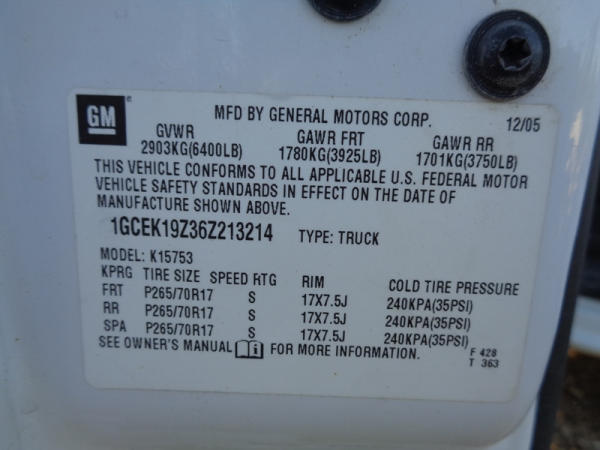 GM
MFD BY GENERAL MOTORS CORP. 12/05
GVWR GAWR FRT GAWR RR
2903KG(6400LB) 1780KG(3925LB) 1701KG(3750LB)
THIS VEHICLE CONFORMS TO ALL APPLICABLE U.S. FEDERAL MOTOR
VEHICLE SAFETY STANDARDS IN EFFECT ON THE DATE OF
MANUFACTURE SHOWN ABOVE.
1GCEK19Z36Z213214 TYPE: TRUCK
MODEL: K15753
KPRG TIRE SIZE SPEED RTG RIM COLD TIRE PRESSURE
FRT P265/70R17 S 17X7.5J 240KPA(35PSI)
RR P265/70R17 S 17X7.5J 240KPA(35PSI)
SPA P265/70R17 S 17X7.5J 240KPA(35PSI)
SEE OWNER'S MANUAL i FOR MORE INFORMATION. F 428
T 363